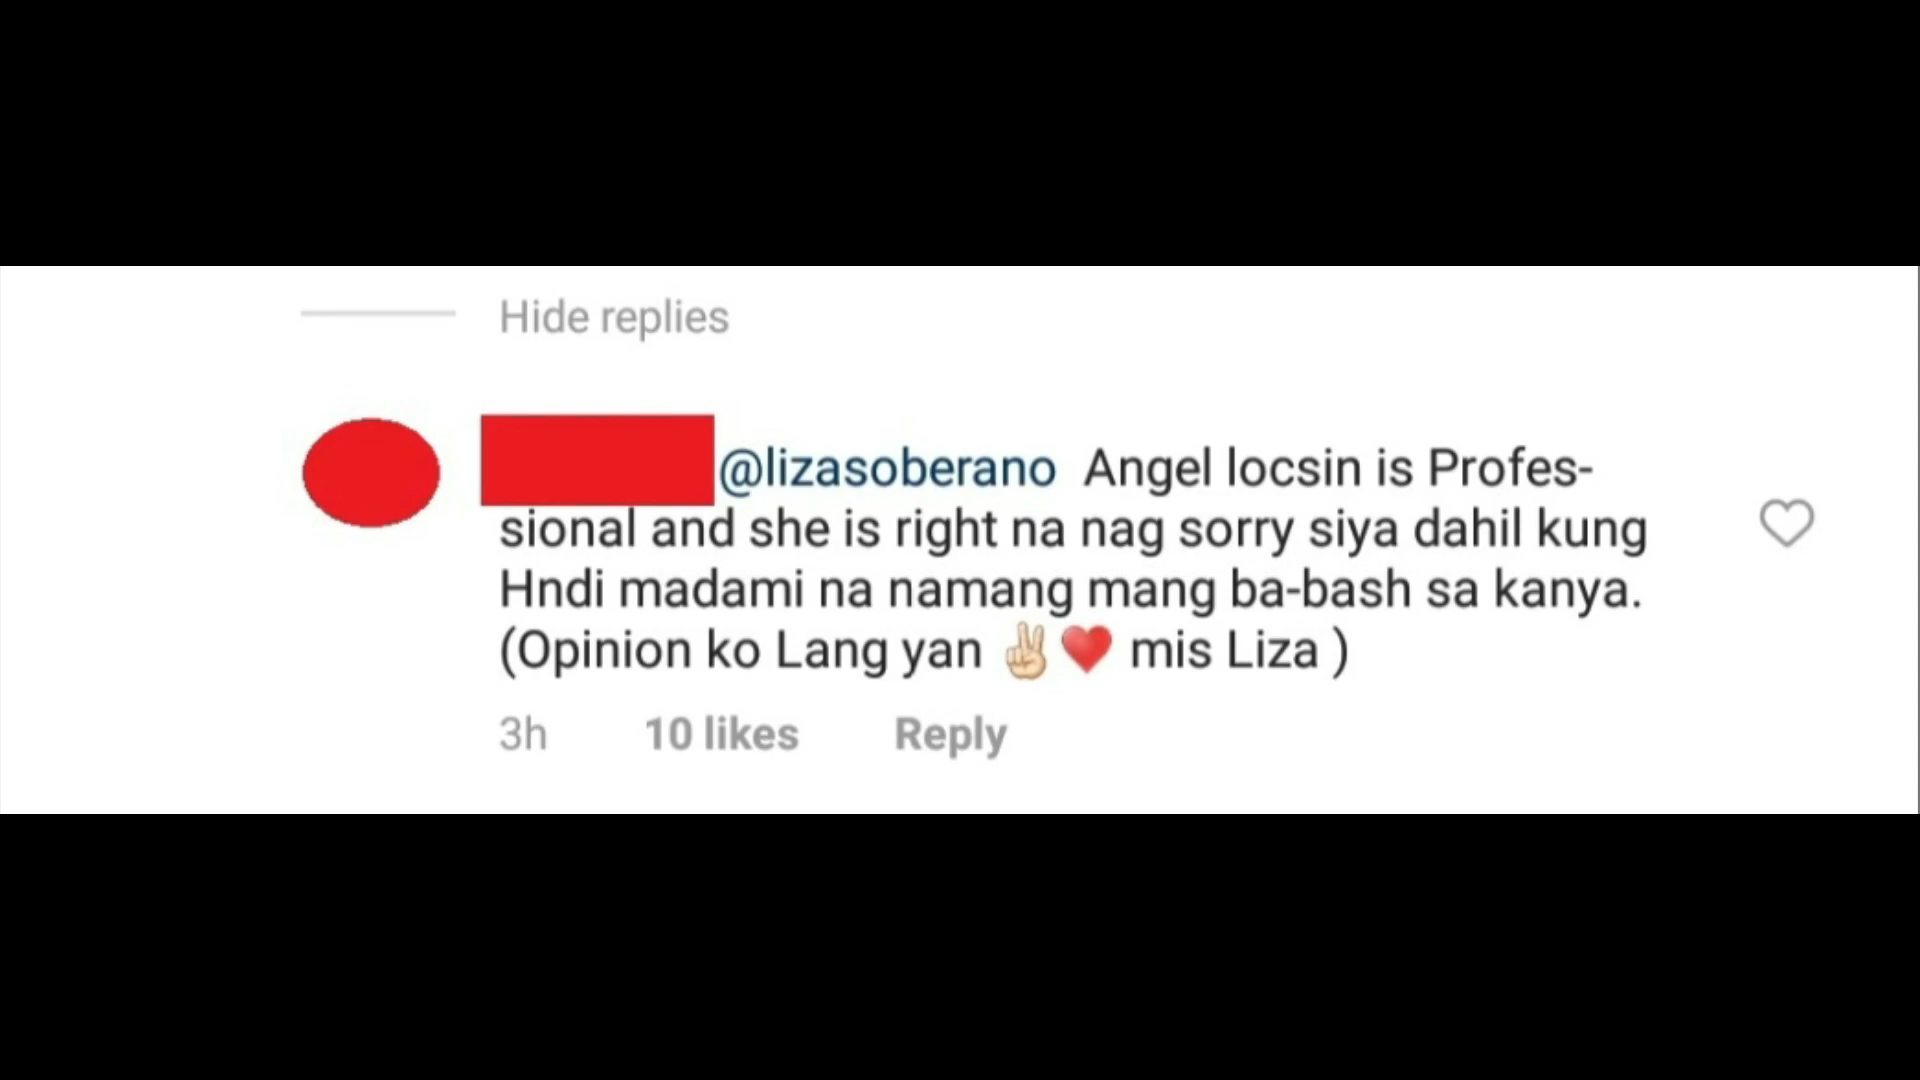 Hide replies
@lizasoberano Angel locsin is Profes-
sional and she is right na nag sorry siya dahil kung
Hndi madami na namang mang ba-bash sa kanya.
(Opinion ko Lang yan ✌🏻❤️ mis Liza )
3h 10 likes Reply